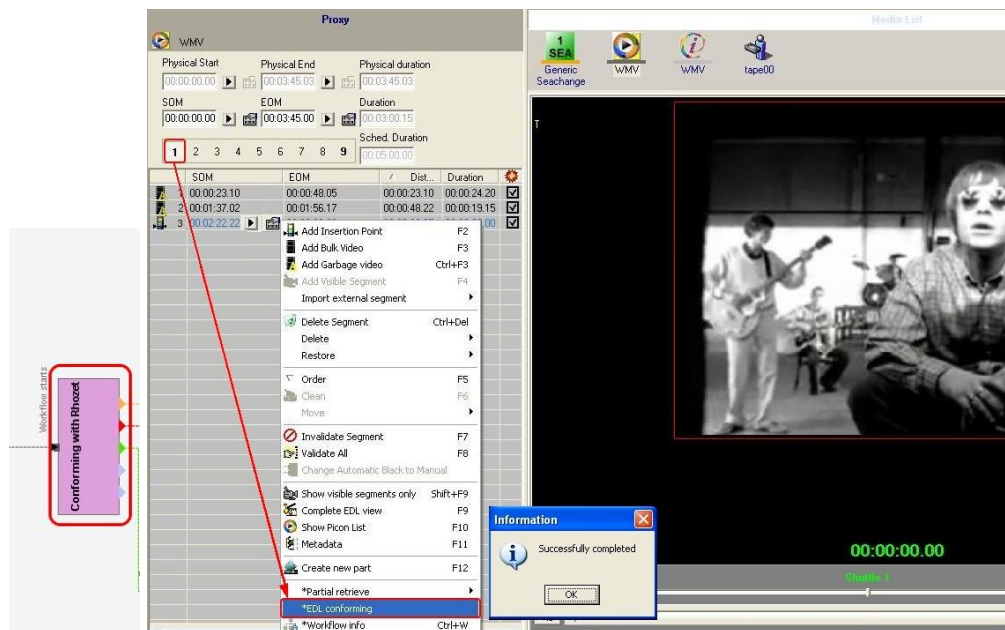 Proxy
WMV
Physical Start Physical End Physical duration
00:00:00.00 00:03:45.03 00:03:45.03
SOM EOM Duration
00:00:00.00 00:03:45.00 00:03:00.15
Sched. Duration
1 2 3 4 5 6 7 8 9 00:05:00.00
SOM EOM Dist... Duration
1 00:00:23.10 00:00:48.05 00:00:23.10 00:00:24.20
2 00:01:37.02 00:01:56.17 00:00:48.22 00:00:19.15
3 00:02:22.22
Add Insertion Point F2
Add Bulk Video F3
Add Garbage video Ctrl+F3
Add Visible Segment F4
Import external segment
Delete Segment Ctrl+Del
Delete
Restore
Order F5
Clean F6
Move
Invalidate Segment F7
Validate All F8
Change Automatic Black to Manual
Show visible segments only Shift+F9
Complete EDL view F9
Show Picon List F10
Metadata F11
Create new part F12
*Partial retrieve
*EDL conforming
*Workflow info Ctrl+W
Workflow starts
Conforming with Rhozet
Media List
1
SEA
Generic
Seachange
WMV
WMV
tape00
T
Information
Successfully completed
OK
00:00:00.00
Shuttle 1